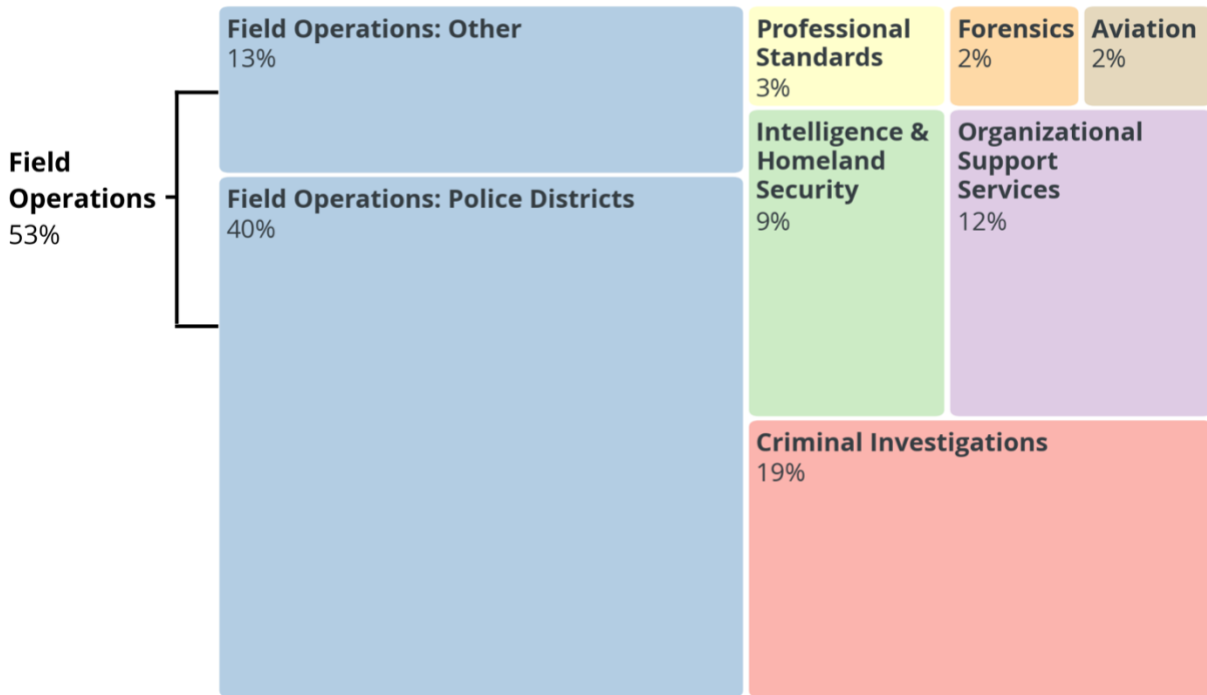 Field
Operations
53%
Field Operations: Other
13%
Field Operations: Police Districts
40%
Professional
Standards
3%
Forensics
2%
Aviation
2%
Intelligence &
Homeland
Security
9%
Organizational
Support
Services
12%
Criminal Investigations
19%